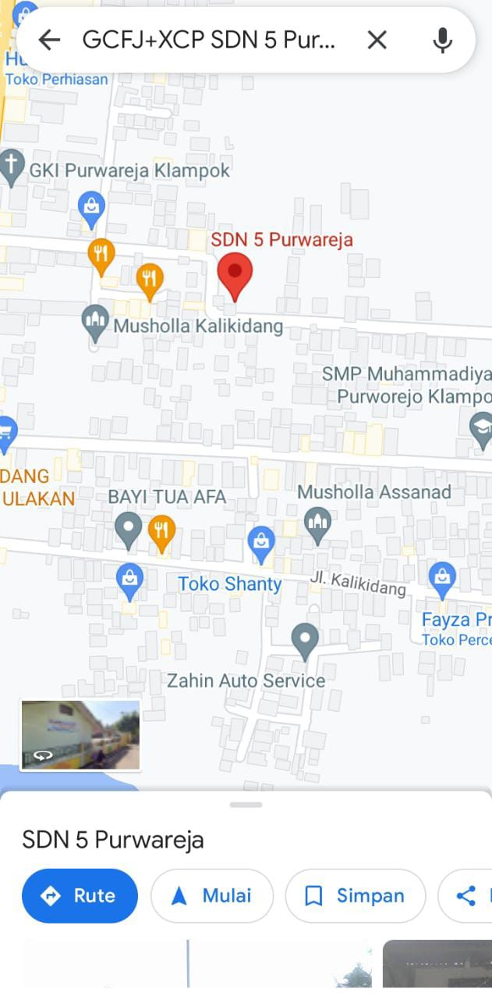 GCFJ+XCP SDN 5 Pur...
Hu
Toko Perhiasan
GKI Purwareja Klampok
SDN 5 Purwareja
Musholla Kalikidang
SMP Muhammadiya
Purworejo Klampo
DANG
ULAKAN
BAYI TUA AFA
Musholla Assanad
Toko Shanty
Jl. Kalikidang
Fayza Pr
Toko Perce
Zahin Auto Service
SDN 5 Purwareja
Rute
Mulai
Simpan